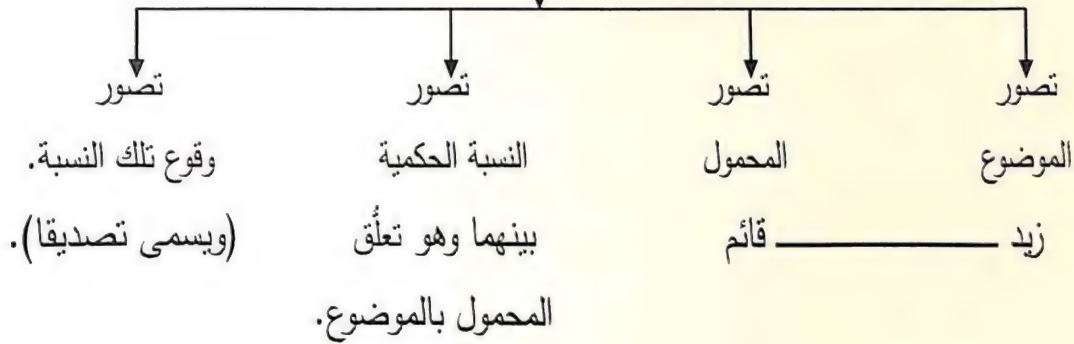 تصور تصور تصور تصور
الموضوع المحمول النسبة الحكمية وقوع تلك النسبة.
زيد قائم بينهما وهو تعلُّق (ويسمى تصديقا).
المحمول بالموضوع.